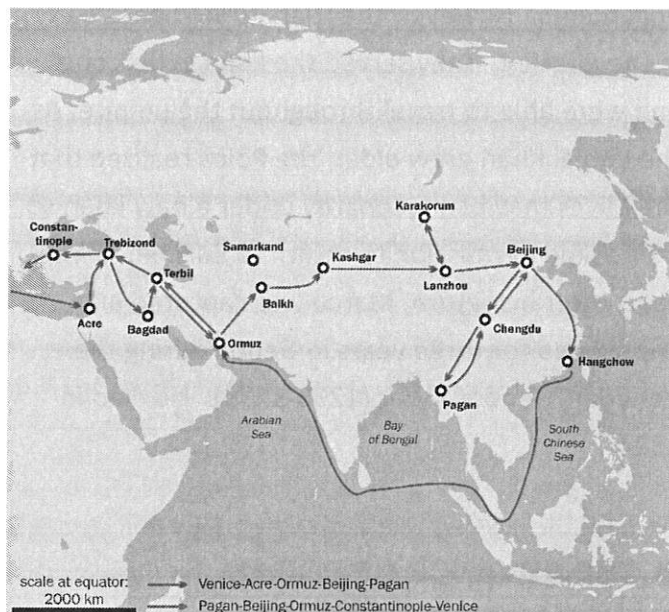 Karakorum
Constan-
tinople
Trebizond
Samarkand
Kashgar
Beijing
Terbil
Balkh
Lanzhou
Acre
Bagdad
Ormuz
Chengdu
Hangchow
Pagan
Arabian
Sea
Bay
of Bengal
South
Chinese
Sea
scale at equator:
2000 km
Venice-Acre-Ormuz-Beijing-Pagan
Pagan-Beijing-Ormuz-Constantinople-Venice